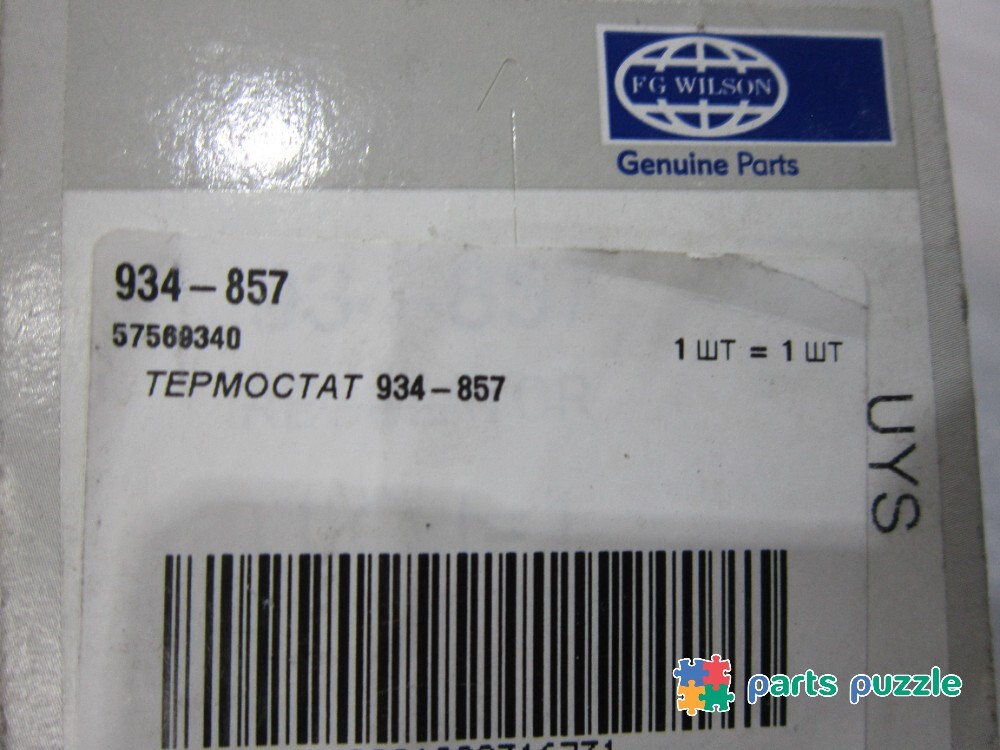 FG WILSON
Genuine Parts
934-857
57569340
1 ШТ = 1 ШТ
ТЕРМОСТАТ 934-857
UYS
parts puzzle